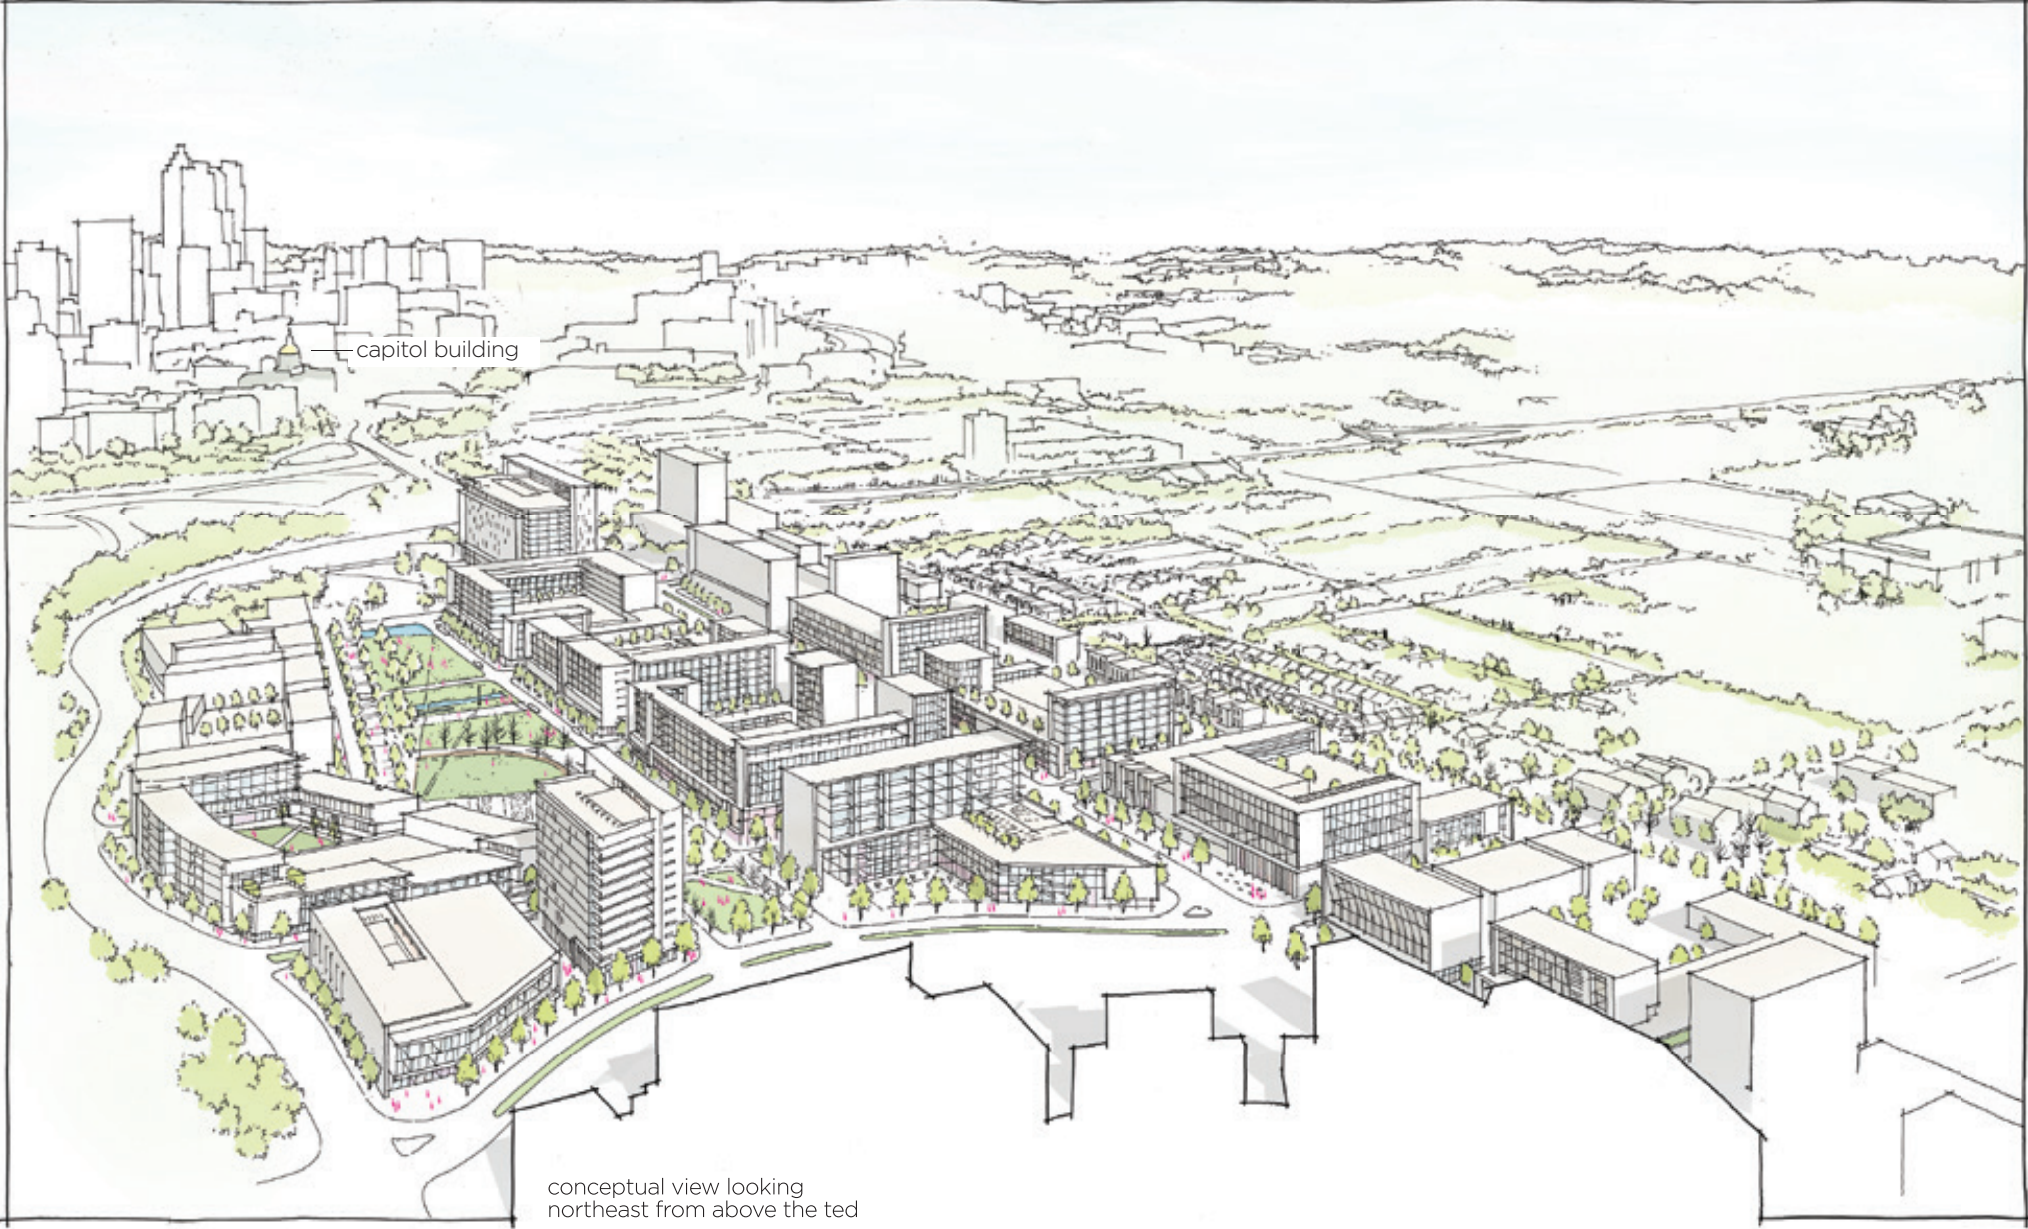 capitol building
conceptual view looking
northeast from above the ted